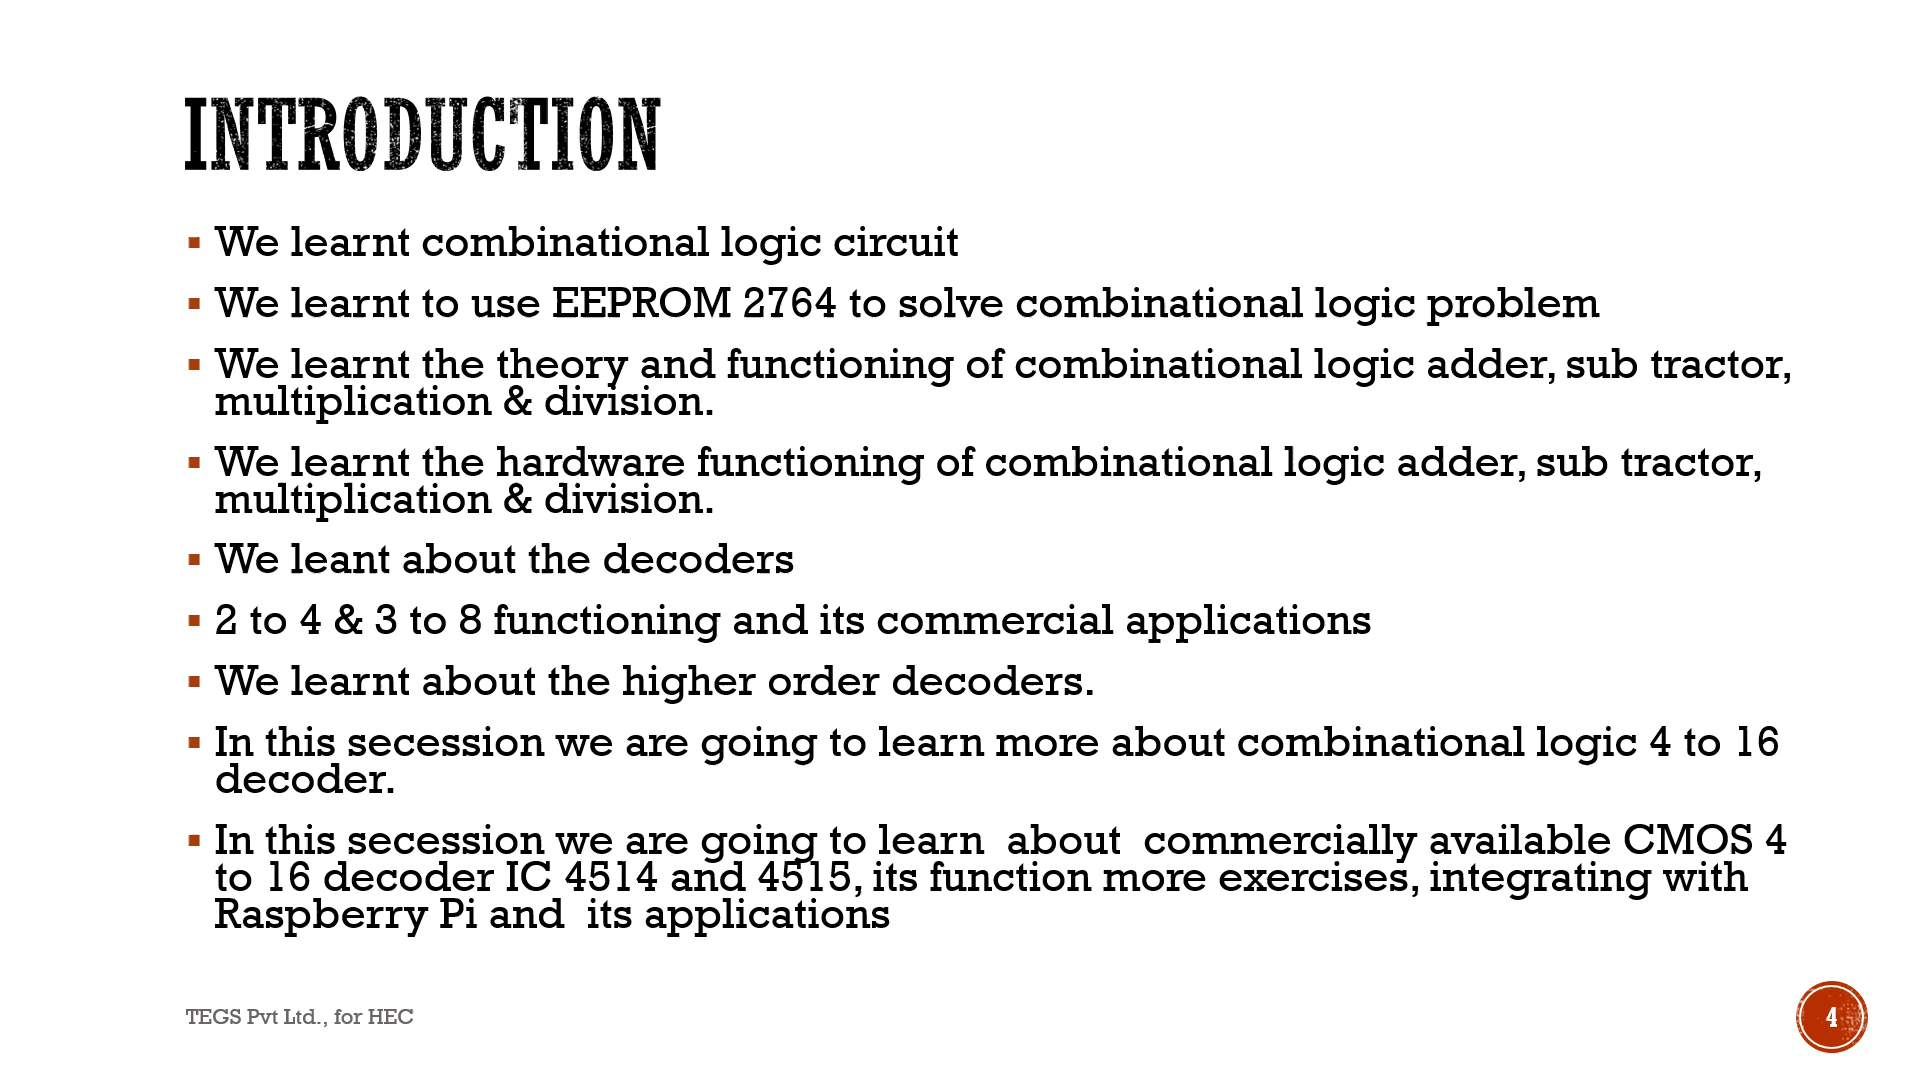 INTRODUCTION
We learnt combinational logic circuit
We learnt to use EEPROM 2764 to solve combinational logic problem
We learnt the theory and functioning of combinational logic adder, sub tractor,
multiplication & division.
We learnt the hardware functioning of combinational logic adder, sub tractor,
multiplication & division.
We leant about the decoders
2 to 4 & 3 to 8 functioning and its commercial applications
We learnt about the higher order decoders.
In this secession we are going to learn more about combinational logic 4 to 16
decoder.
In this secession we are going to learn  about  commercially available CMOS 4
to 16 decoder IC 4514 and 4515, its function more exercises, integrating with
Raspberry Pi and  its applications
TEGS Pvt Ltd., for HEC
4